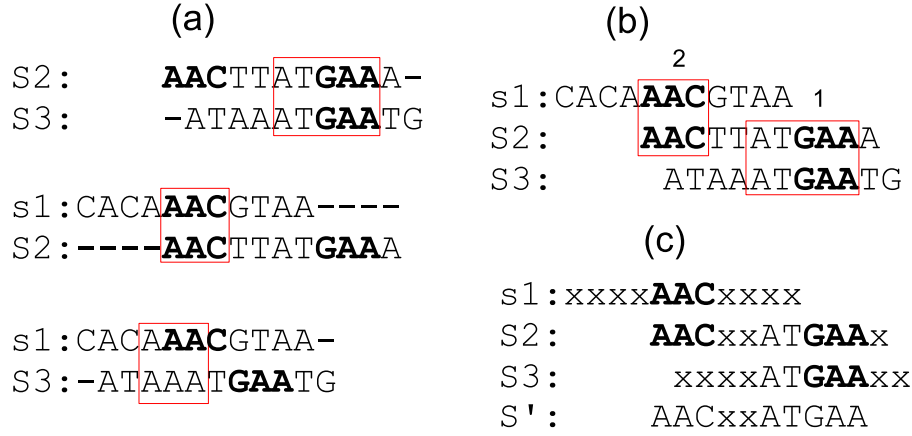 (a)
S2: AACTTATGAAA-
S3: -ATAAATGAATG
s1:CACAAACGTAA----
S2:----AACTTATGAAA
s1:CACAAACGTAA-
S3:-ATAAATGAATG
(b)
2
s1:CACAAACGTAA 1
S2: AACTTATGAAA
S3: ATAAATGAATG
(c)
s1:xxxxAACxxxx
S2: AACxxATGAAx
S3: xxxxATGAAxx
S': AACxxATGAA